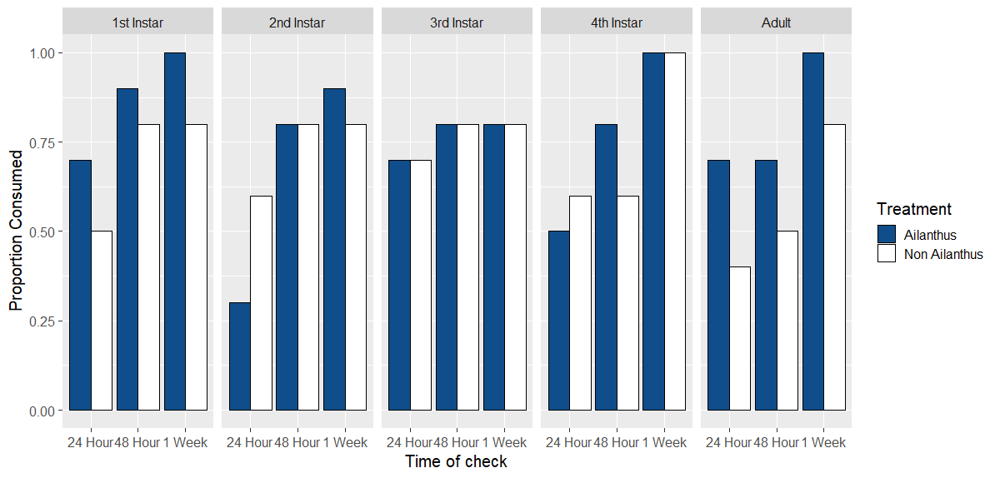 1st Instar 2nd Instar 3rd Instar 4th Instar Adult
1.00
0.75
0.50
0.25
0.00
Proportion Consumed
24 Hour 48 Hour 1 Week 24 Hour 48 Hour 1 Week 24 Hour 48 Hour 1 Week 24 Hour 48 Hour 1 Week 24 Hour 48 Hour 1 Week
Time of check
Treatment
Ailanthus
Non Ailanthus